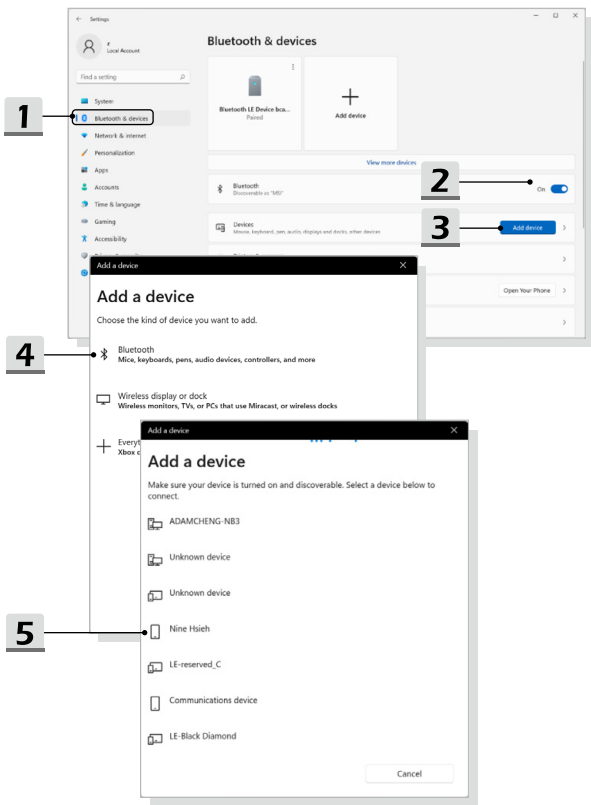 Settings
z
Local Account
Find a setting
System
Bluetooth & devices
Network & internet
Personalization
Apps
Accounts
Time & language
Gaming
Accessibility
Bluetooth & devices
Bluetooth LE Device bca...
Paired
Add device
View more devices
Bluetooth
Discoverable as "MSI"
On
Devices
Mouse, keyboard, pen, audio, displays and docks, other devices
Add device
Open Your Phone
1
2
3
Add a device
Add a device
Choose the kind of device you want to add.
4
Bluetooth
Mice, keyboards, pens, audio devices, controllers, and more
Wireless display or dock
Wireless monitors, TVs, or PCs that use Miracast, or wireless docks
Add a device
Add a device
Make sure your device is turned on and discoverable. Select a device below to
connect.
ADAMCHENG-NB3
Unknown device
Unknown device
5
Nine Hsieh
LE-reserved_C
Communications device
LE-Black Diamond
Cancel